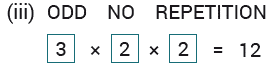 (iii) ODD NO REPETITION
3 × 2 × 2 = 12